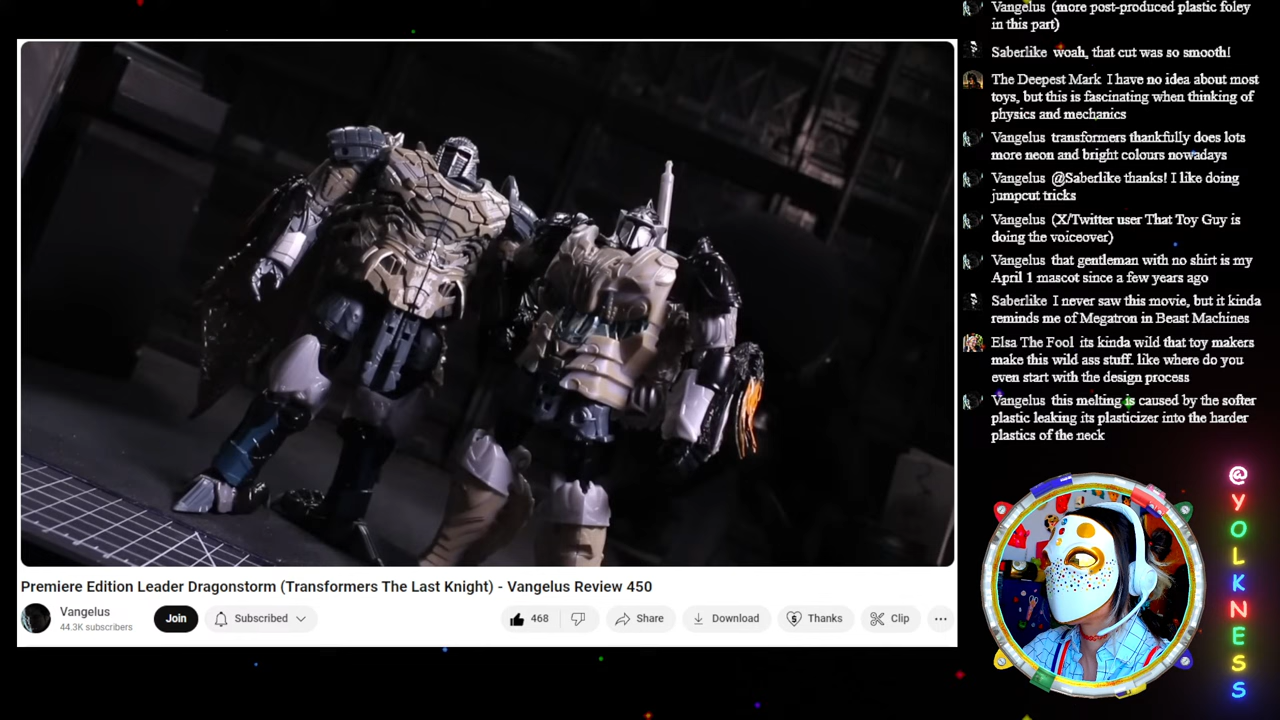 Vangelus (more post-produced plastic foley
in this part)
Saberlike woah, that cut was so smooth!
The Deepest Mark I have no idea about most
toys, but this is fascinating when thinking of
physics and mechanics
Vangelus transformers thankfully does lots
more neon and bright colours nowadays
Vangelus @Saberlike thanks! I like doing
jumpcut tricks
Vangelus (X/Twitter user That Toy Guy is
doing the voiceover)
Vangelus that gentleman with no shirt is my
April 1 mascot since a few years ago
Saberlike I never saw this movie, but it kinda
reminds me of Megatron in Beast Machines
Elsa The Fool its kinda wild that toy makers
make this wild ass stuff. like where do you
even start with the design process
Vangelus this melting is caused by the softer
plastic leaking its plasticizer into the harder
plastics of the neck
Premiere Edition Leader Dragonstorm (Transformers The Last Knight) - Vangelus Review 450
Vangelus
44.3K subscribers
Join
Subscribed
468
Share
Download
Thanks
Clip
@YOLKNESS